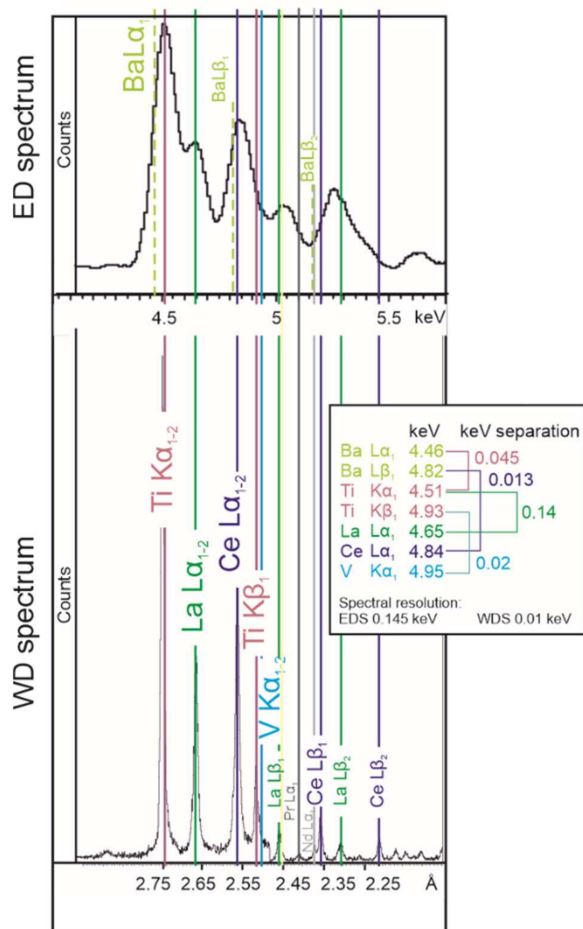 ED spectrum
Counts
BaLα₁
BaLβ₁
BaLβ₂
4.5 5 5.5
keV
WD spectrum
Counts
Ti Kα₁₋₂
La Lα₁₋₂
Ce Lα₁₋₂
Ti Kβ₁
V Kα₁₋₂
La Lβ₁
Pr Lα₁
Nd Lα₁
Ce Lβ₁
La Lβ₂
Ce Lβ₂
keV keV separation
Ba Lα₁ 4.46
Ba Lβ₁ 4.82
Ti Kα₁ 4.51
Ti Kβ₁ 4.93
La Lα₁ 4.65
Ce Lα₁ 4.84
V Kα₁ 4.95
0.045
0.013
0.14
0.02
Spectral resolution:
EDS 0.145 keV WDS 0.01 keV
2.75 2.65 2.55 2.45 2.35 2.25 Å